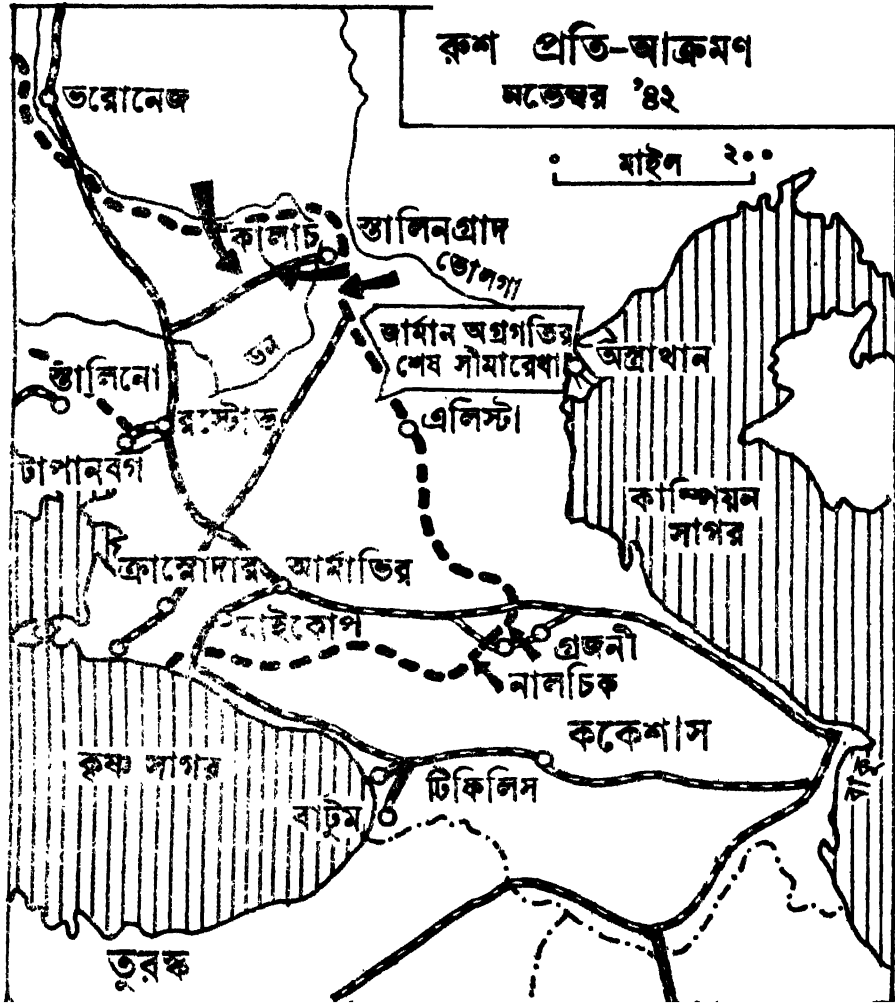 রুশ প্রতি-আক্রমণ
নভেম্বর '৪২
০ মাইল ২০০
ভরোনেজ
কালাচ
স্তালিনগ্রাদ
ভোলগা
জার্মান অগ্রগতির
শেষ সীমারেখা
ডন
অস্ত্রাখান
স্তালিনো
রস্টোভ
এলিস্টা
টাপানরগ
কাস্পিয়ন
সাগর
ক্রাস্নোদার
আর্মাভির
মাইকোপ
গ্রজনী
নালচিক
ককেশাস
কৃষ্ণ সাগর
টিফিলিস
বাটুম
বাকু
তুরস্ক